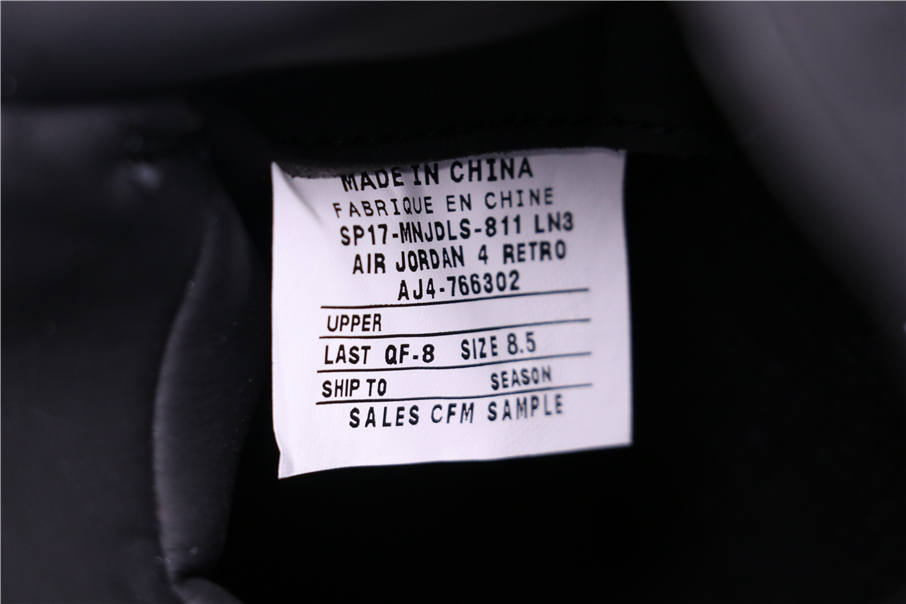 MADE IN CHINA
FABRIQUE EN CHINE
SP17-MNJDLS-811 LN3
AIR JORDAN 4 RETRO
AJ4-766302
UPPER
LAST QF-8 SIZE 8.5
SHIP TO SEASON
SALES CFM SAMPLE